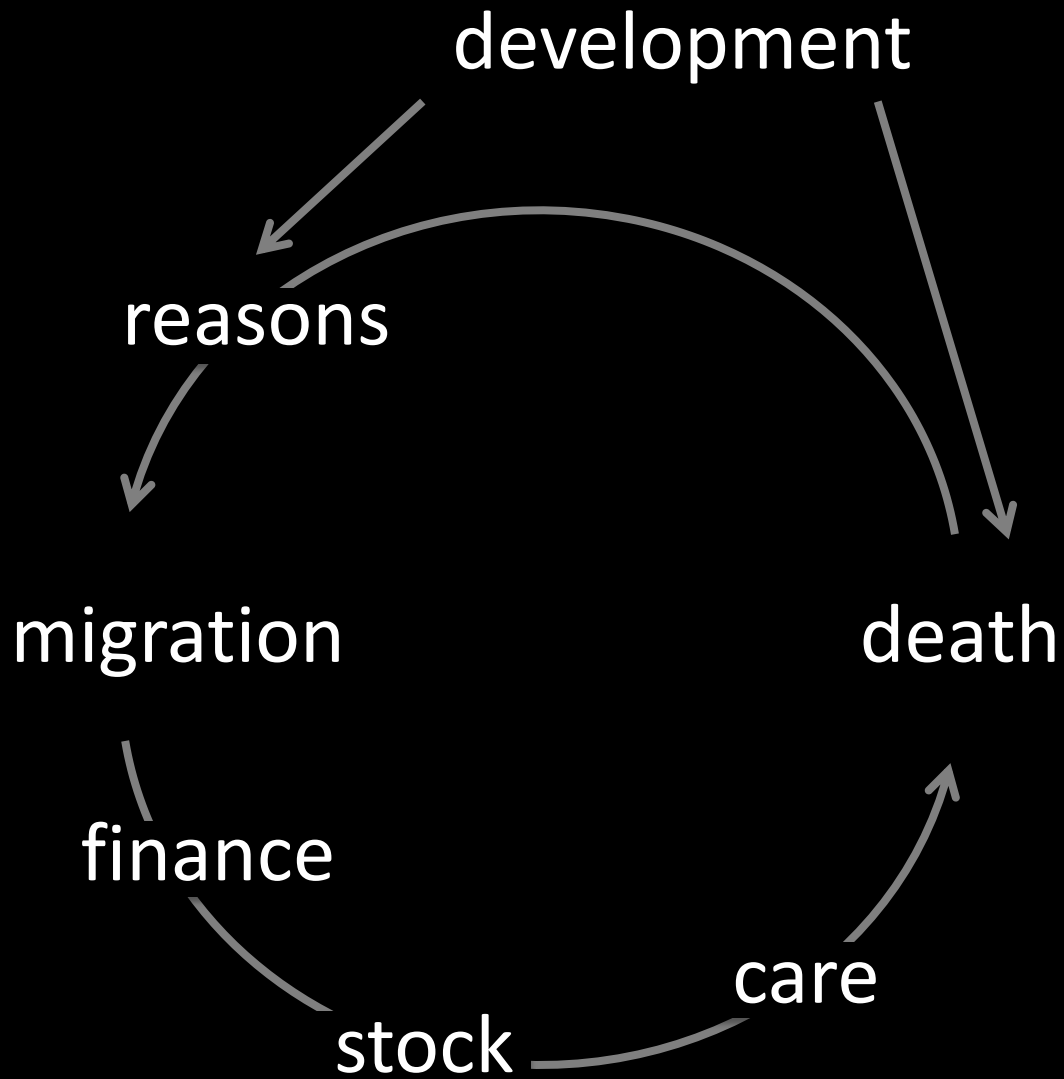 development
reasons
migration
death
finance
care
stock